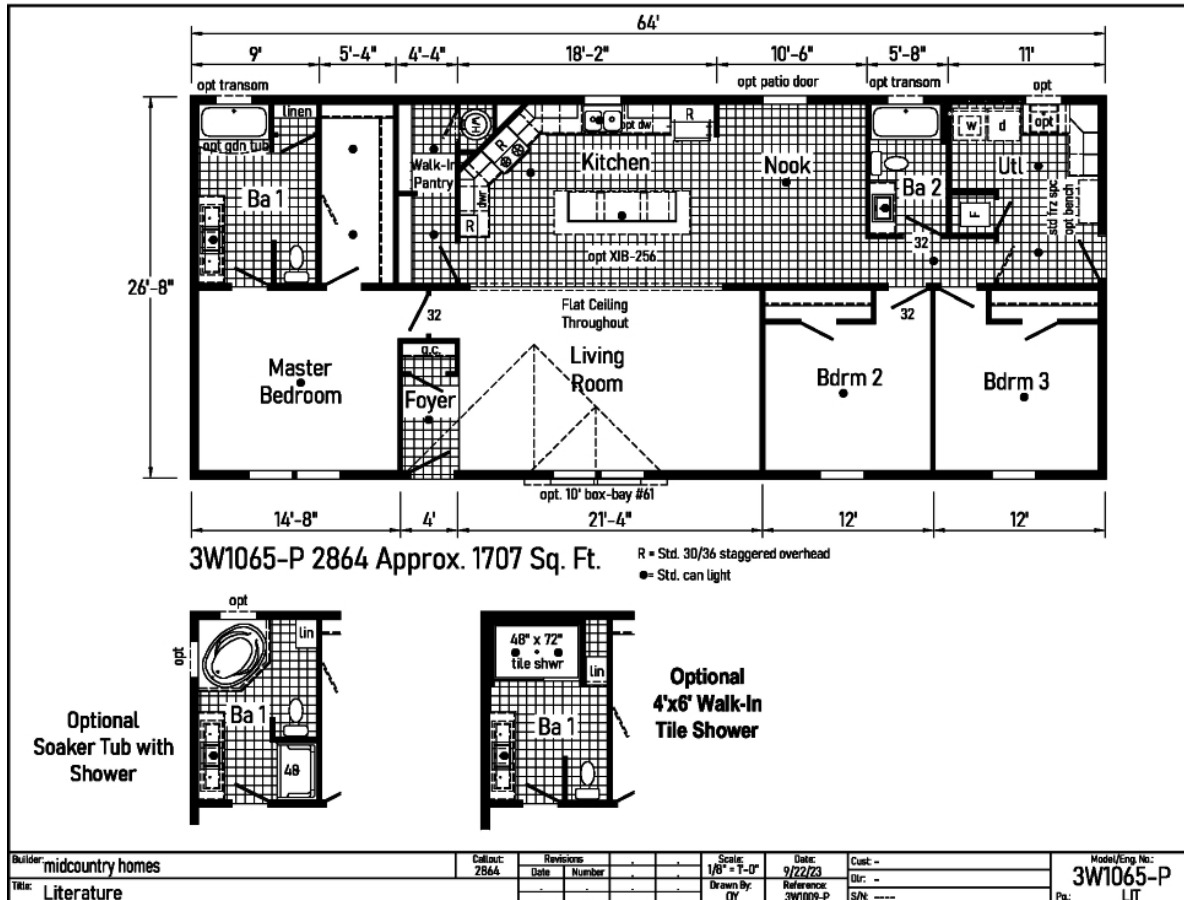 64'
9'
5'-4"
4'-4"
18'-2"
10'-6"
5'-8"
11'
opt transom
opt patio door
opt transom
opt
linen
opt gdn tub
Ba 1
WH
R
Walk-In
Pantry
dwr
R
opt dw
R
Kitchen
opt XIB-256
Nook
Ba 2
32
w
d
opt
Utl
F
std frz spc
opt bench
26'-8"
Master
Bedroom
32
g.c.
Foyer
Flat Ceiling
Throughout
Living
Room
32
Bdrm 2
Bdrm 3
opt. 10' box-bay #61
14'-8"
4'
21'-4"
12'
12'
3W1065-P 2864 Approx. 1707 Sq. Ft.
R = Std. 30/36 staggered overhead
●= Std. can light
opt
opt
lin
Ba 1
48
Optional
Soaker Tub with
Shower
48" x 72"
tile shwr
lin
Ba 1
Optional
4'x6' Walk-In
Tile Shower
Builder: midcountry homes
Title: Literature
Callout:
2864
Revisions
Date Number
Scale:
1/8" = 1'-0"
Drawn By:
QY
Date:
9/22/23
Reference:
3W1009-P
Cust: -
Dlr: -
S/N: ----
Model/Eng. No.:
3W1065-P
Pg.: LIT